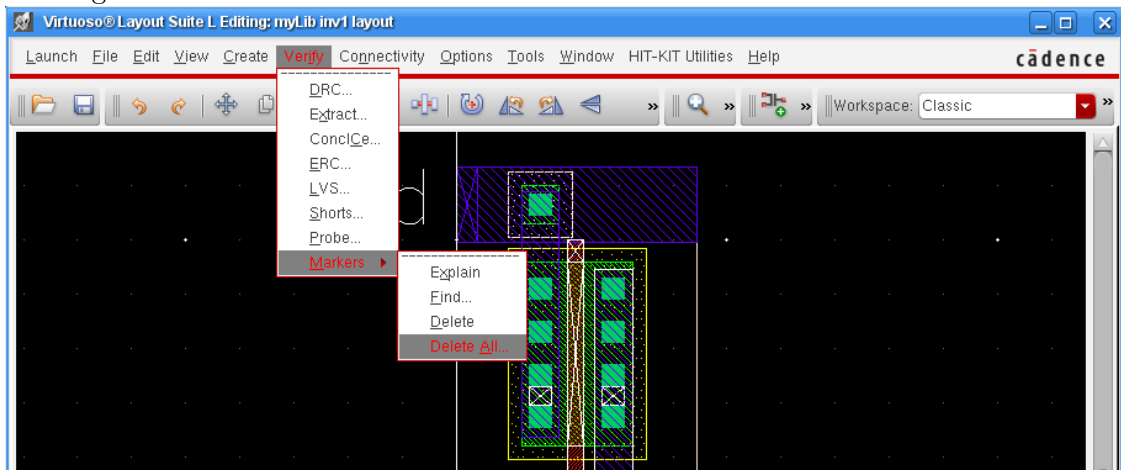 Virtuoso® Layout Suite L Editing: myLib inv1 layout
Launch File Edit View Create Verify Connectivity Options Tools Window HIT-KIT Utilities Help cādence
» » » Workspace: Classic »
DRC...
Extract...
ConclCe...
ERC...
LVS...
Shorts...
Probe...
Markers
Explain
Find...
Delete
Delete All...